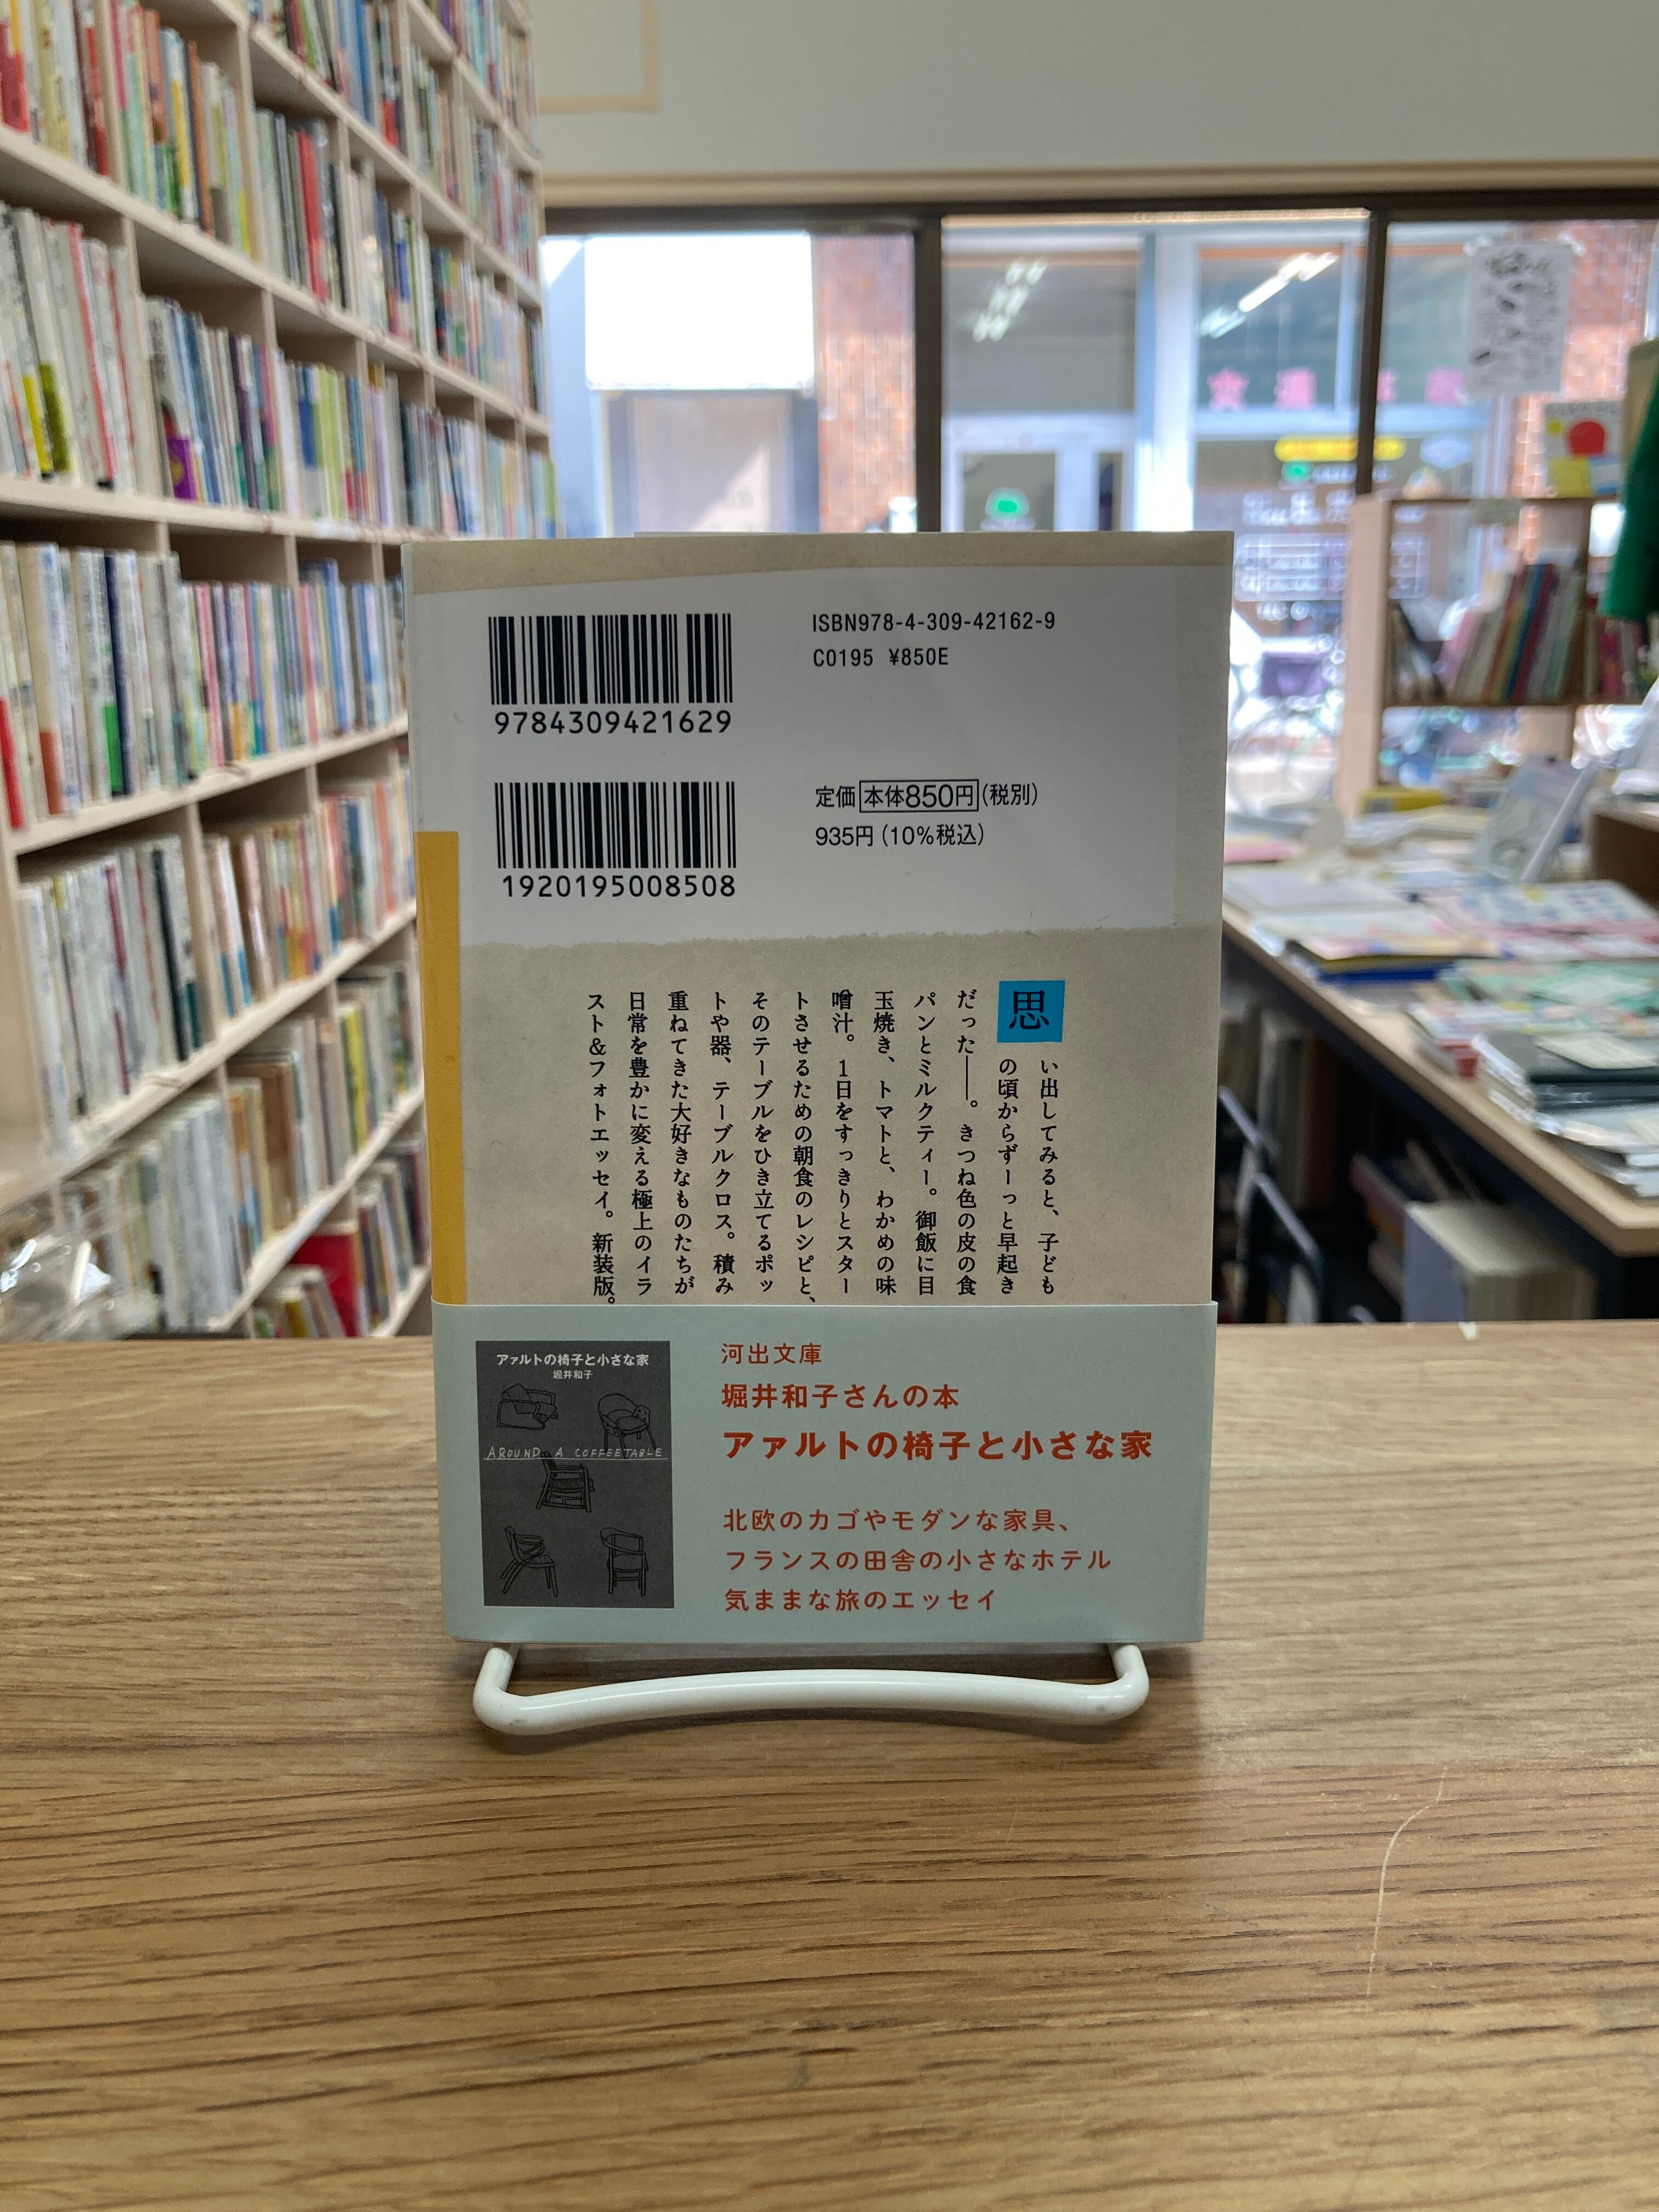 9784309421629
ISBN978-4-309-42162-9
C0195 ¥850E
1920195008508
定価 本体850円(税別)
935円(10%税込)
思い出してみると、子ども
の頃からずーっと早起き
だった——。きつね色の皮の食
パンとミルクティー。御飯に目
玉焼き、トマトと、わかめの味
噌汁。1日をすっきりとスター
トさせるための朝食のレシピと、
そのテーブルをひき立てるポッ
トや器、テーブルクロス。積み
重ねてきた大好きなものたちが
日常を豊かに変える極上のイラ
スト&フォトエッセイ。新装版。
アァルトの椅子と小さな家
堀井和子
AROUND A COFFEETABLE
河出文庫
堀井和子さんの本
アァルトの椅子と小さな家
北欧のカゴやモダンな家具、
フランスの田舎の小さなホテル
気ままな旅のエッセイ